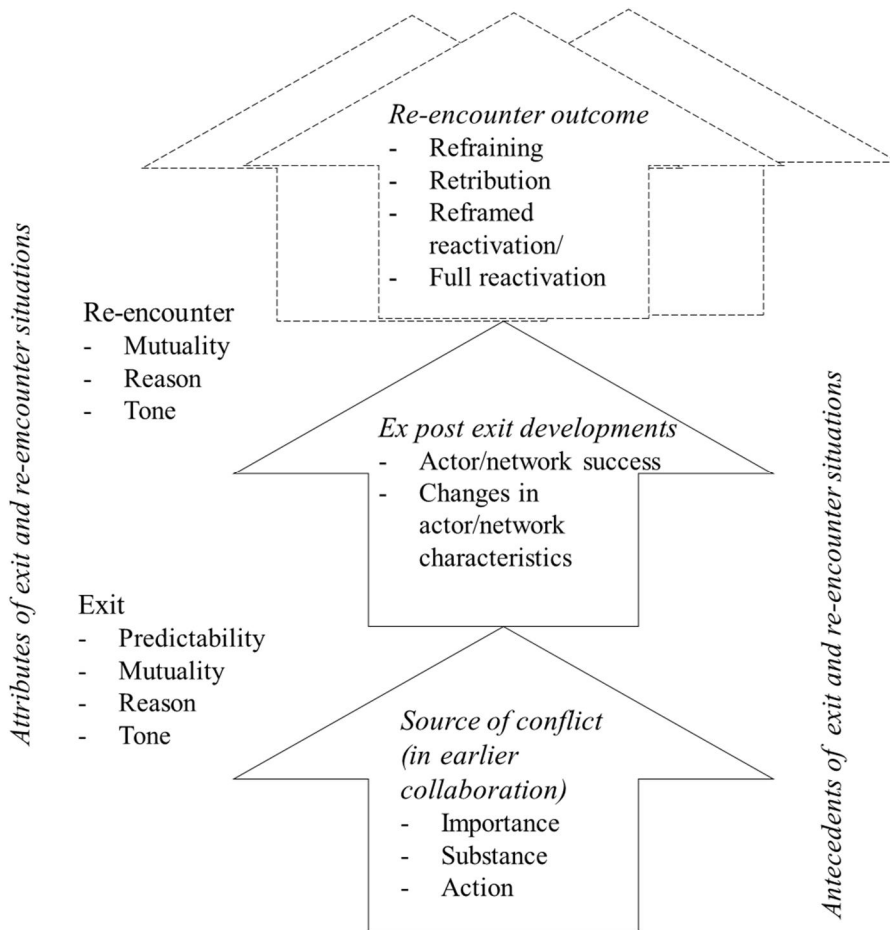 Re-encounter outcome
- Refraining
- Retribution
- Reframed
reactivation/
- Full reactivation
Attributes of exit and re-emcounter situations
Re-encounter
- Mutuality
- Reason
- Tone
Ex post exit developments
- Actor/network success
- Changes in
actor/network
characteristics
Antecedents of exit and re-encounter situations
Exit
- Predictability
- Mutuality
- Reason
- Tone
Source of conflict
(in earlier
collaboration)
- Importance
- Substance
- Action